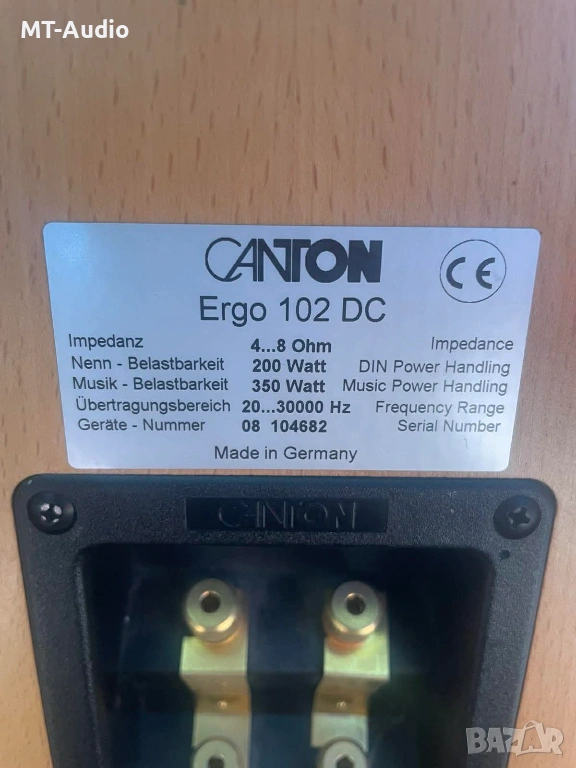 MT-Audio
CANTON
CE
Ergo 102 DC
Impedanz 4...8 Ohm Impedance
Nenn - Belastbarkeit 200 Watt DIN Power Handling
Musik - Belastbarkeit 350 Watt Music Power Handling
Übertragungsbereich 20...30000 Hz Frequency Range
Geräte - Nummer 08 104682 Serial Number
Made in Germany
CANTON
BAZAR